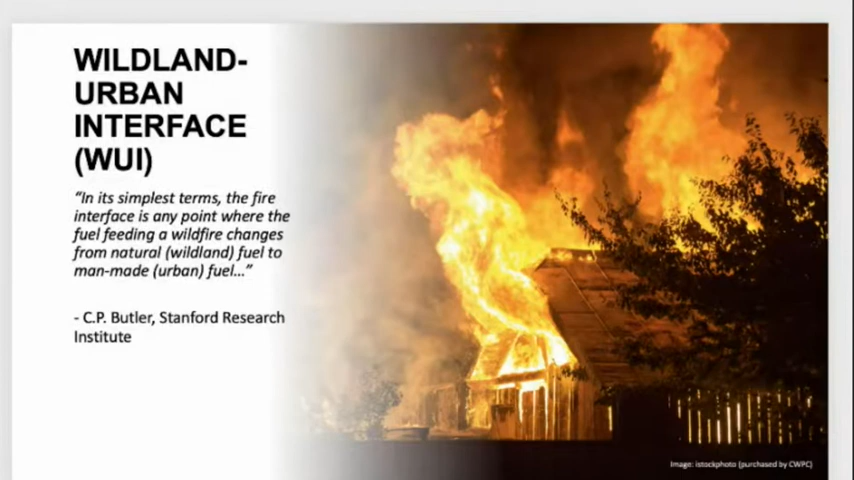 WILDLAND-
URBAN
INTERFACE
(WUI)
“In its simplest terms, the fire
interface is any point where the
fuel feeding a wildfire changes
from natural (wildland) fuel to
man-made (urban) fuel...”
- C.P. Butler, Stanford Research
Institute
Image: istockphoto (purchased by CWPC)